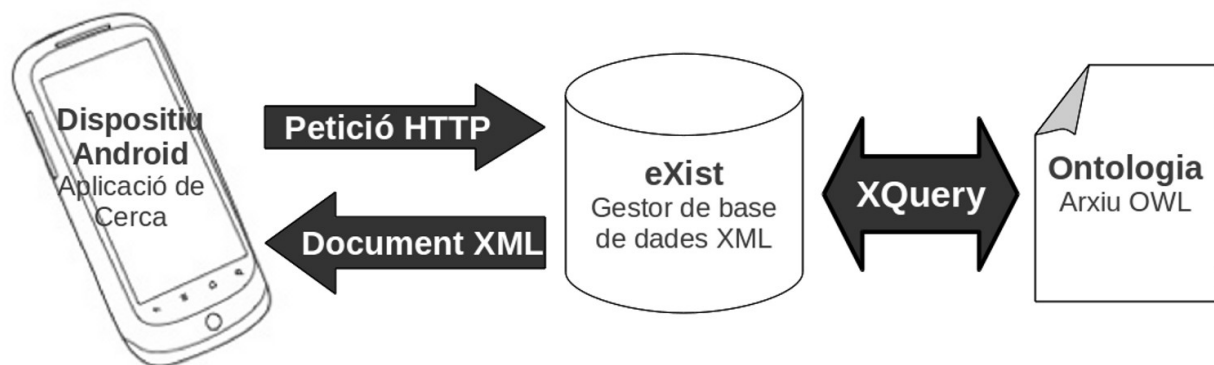 Dispositiu
Android
Aplicació de
Cerca
Petició HTTP
Document XML
eXist
Gestor de base
de dades XML
XQuery
Ontologia
Arxiu OWL